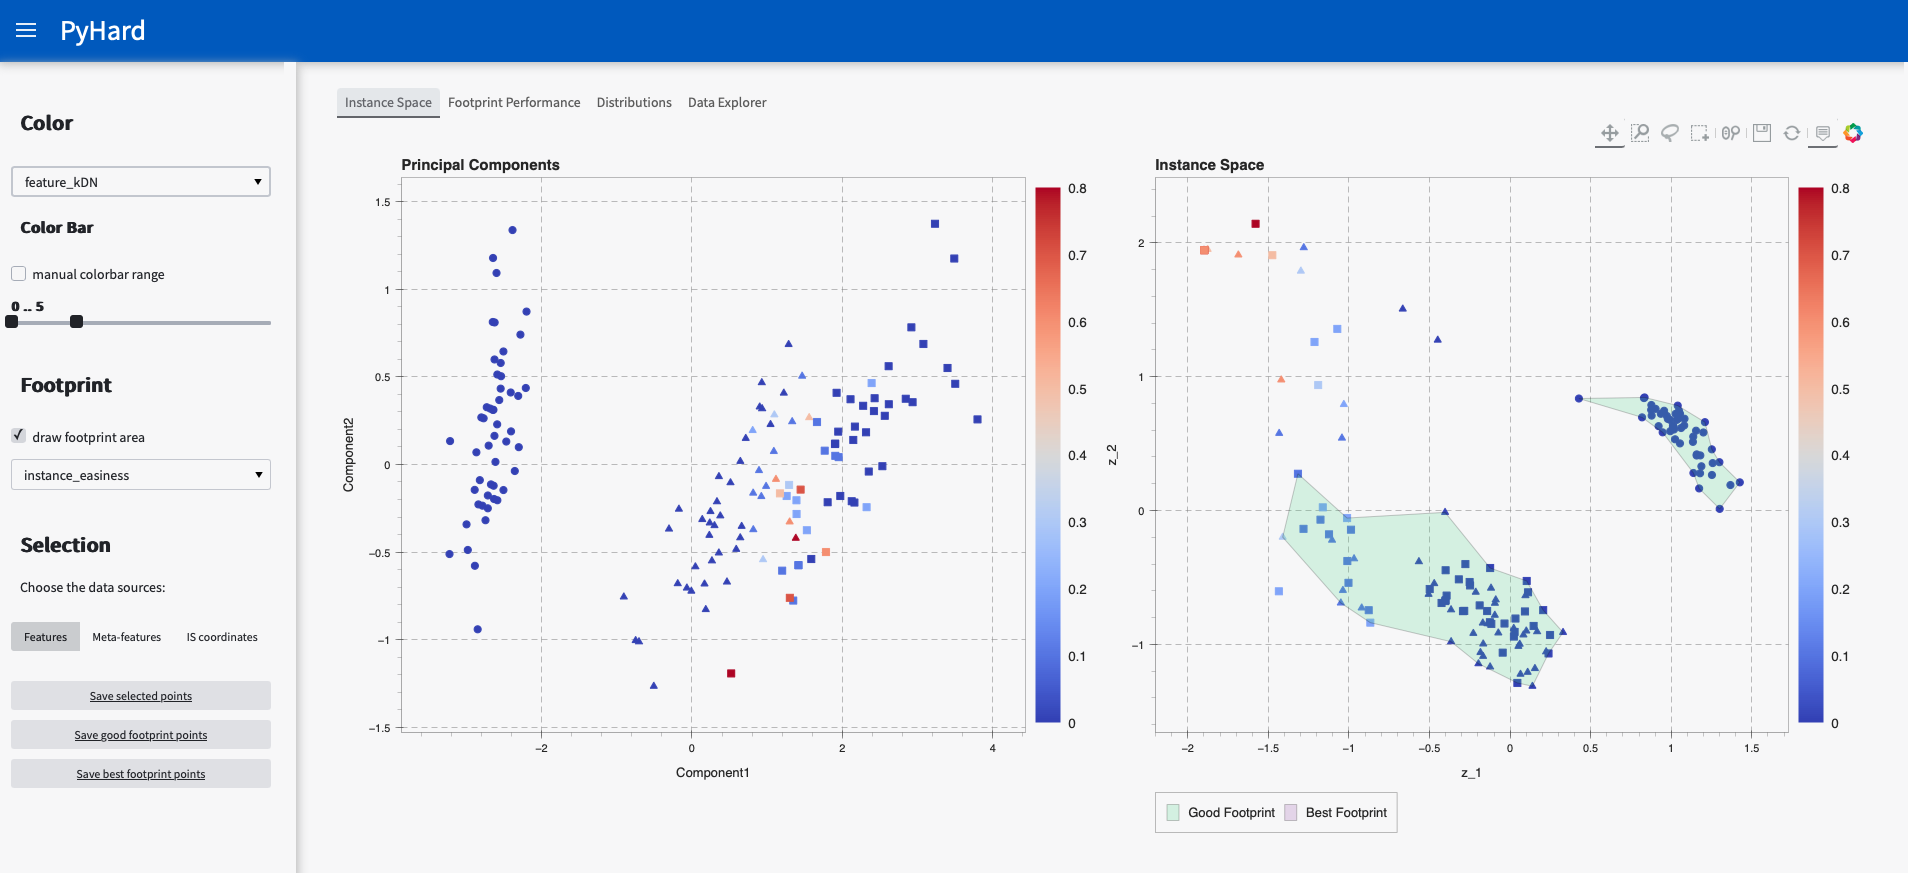 PyHard
Color
feature_kDN
Color Bar
manual colorbar range
0 .. 5
Footprint
draw footprint area
instance_easiness
Selection
Choose the data sources:
Features Meta-features IS coordinates
Save selected points
Save good footprint points
Save best footprint points
Instance Space Footprint Performance Distributions Data Explorer
Principal Components
1.5
1
0.5
0
−0.5
−1
−1.5
Component2
−2 0 2 4
Component1
0.8
0.7
0.6
0.5
0.4
0.3
0.2
0.1
0
Instance Space
2
1
0
−1
z_2
−2 −1.5 −1 −0.5 0 0.5 1 1.5
z_1
0.8
0.7
0.6
0.5
0.4
0.3
0.2
0.1
0
Good Footprint Best Footprint